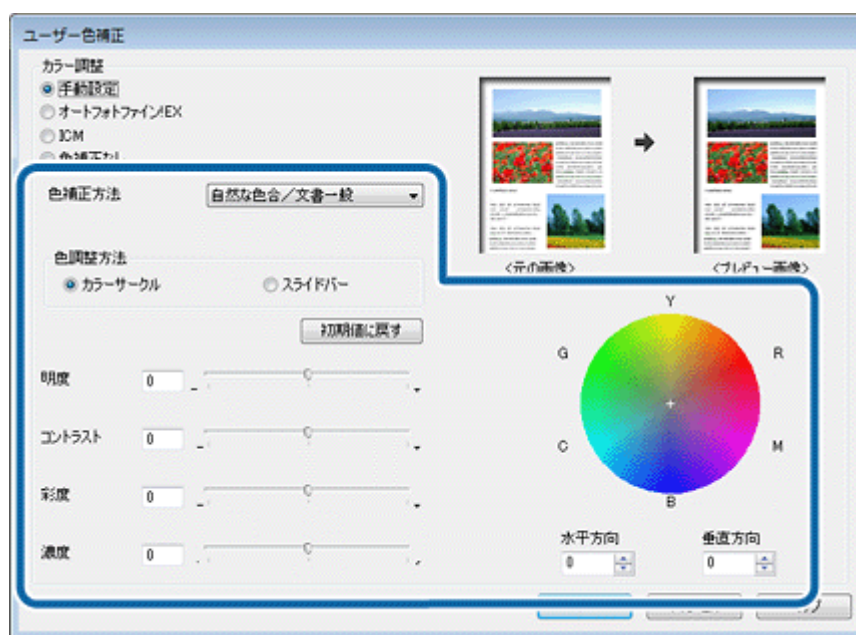 ユーザー色補正
カラー調整
手動設定
オートフォトファイン!EX
ICM
色補正なし
<元の画像>
<プレビュー画像>
色補正方法
自然な色合/文書一般
色調整方法
カラーサークル
スライドバー
初期値に戻す
明度
0
-
+
コントラスト
0
-
+
彩度
0
-
+
濃度
0
-
+
Y
G
R
C
M
B
水平方向
垂直方向
0
0